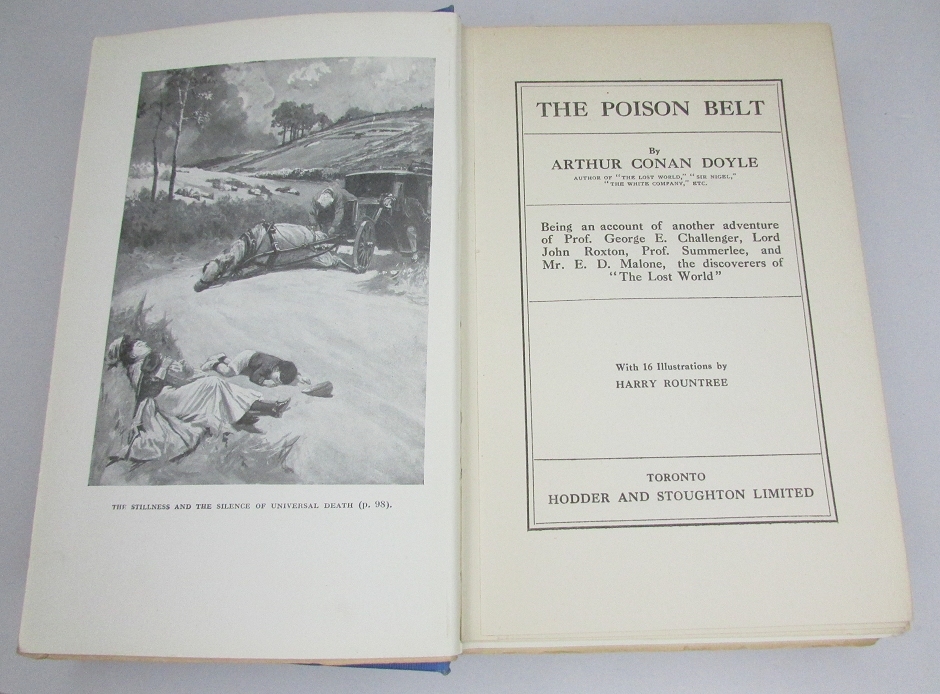 THE STILLNESS AND THE SILENCE OF UNIVERSAL DEATH (p. 98).
THE POISON BELT
By
ARTHUR CONAN DOYLE
AUTHOR OF "THE LOST WORLD," "SIR NIGEL,"
"THE WHITE COMPANY," ETC.
Being an account of another adventure
of Prof. George E. Challenger, Lord
John Roxton, Prof. Summerlee, and
Mr. E. D. Malone, the discoverers of
"The Lost World"
With 16 Illustrations by
HARRY ROUNTREE
TORONTO
HODDER AND STOUGHTON LIMITED